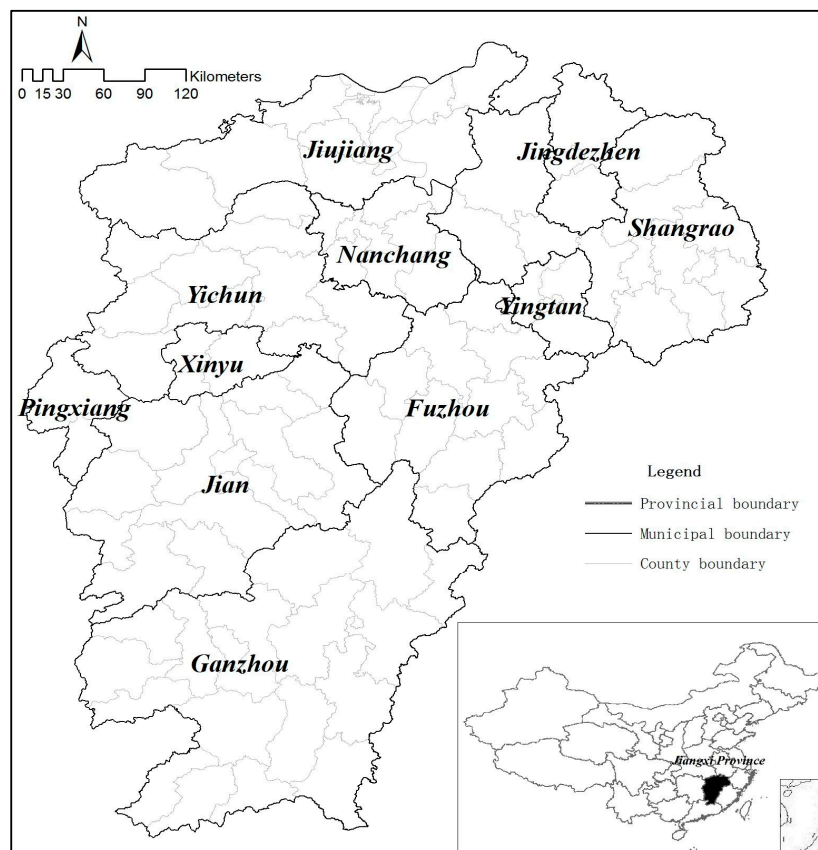 N
Kilometers
0 15 30 60 90 120
Jiujiang
Jingdezhen
Shangrao
Nanchang
Yichun
Yingtan
Xinyu
Pingxiang
Fuzhou
Jian
Ganzhou
Legend
Provincial boundary
Municipal boundary
County boundary
Jiangxi Province